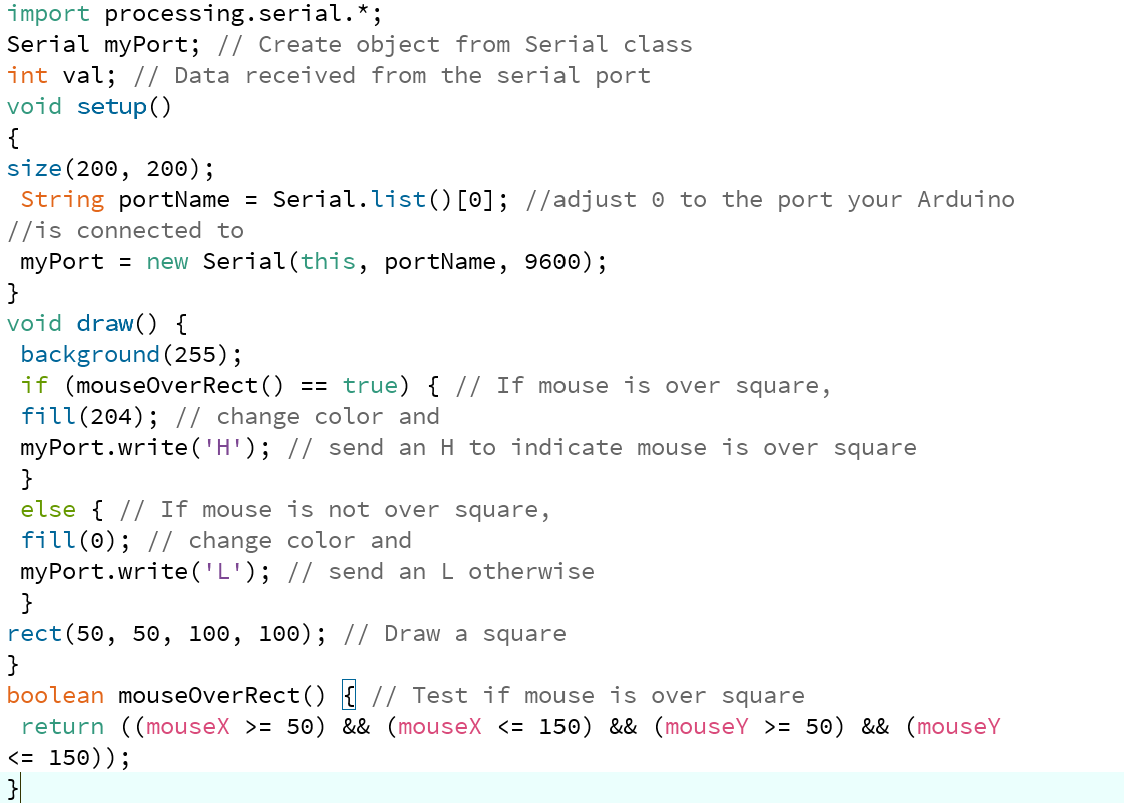 import processing.serial.*;
Serial myPort; // Create object from Serial class
int val; // Data received from the serial port
void setup()
{
size(200, 200);
 String portName = Serial.list()[0]; //adjust 0 to the port your Arduino
//is connected to
 myPort = new Serial(this, portName, 9600);
}
void draw() {
 background(255);
 if (mouseOverRect() == true) { // If mouse is over square,
 fill(204); // change color and
 myPort.write('H'); // send an H to indicate mouse is over square
 }
 else { // If mouse is not over square,
 fill(0); // change color and
 myPort.write('L'); // send an L otherwise
 }
rect(50, 50, 100, 100); // Draw a square
}
boolean mouseOverRect() { // Test if mouse is over square
 return ((mouseX >= 50) && (mouseX <= 150) && (mouseY >= 50) && (mouseY
<= 150));
}